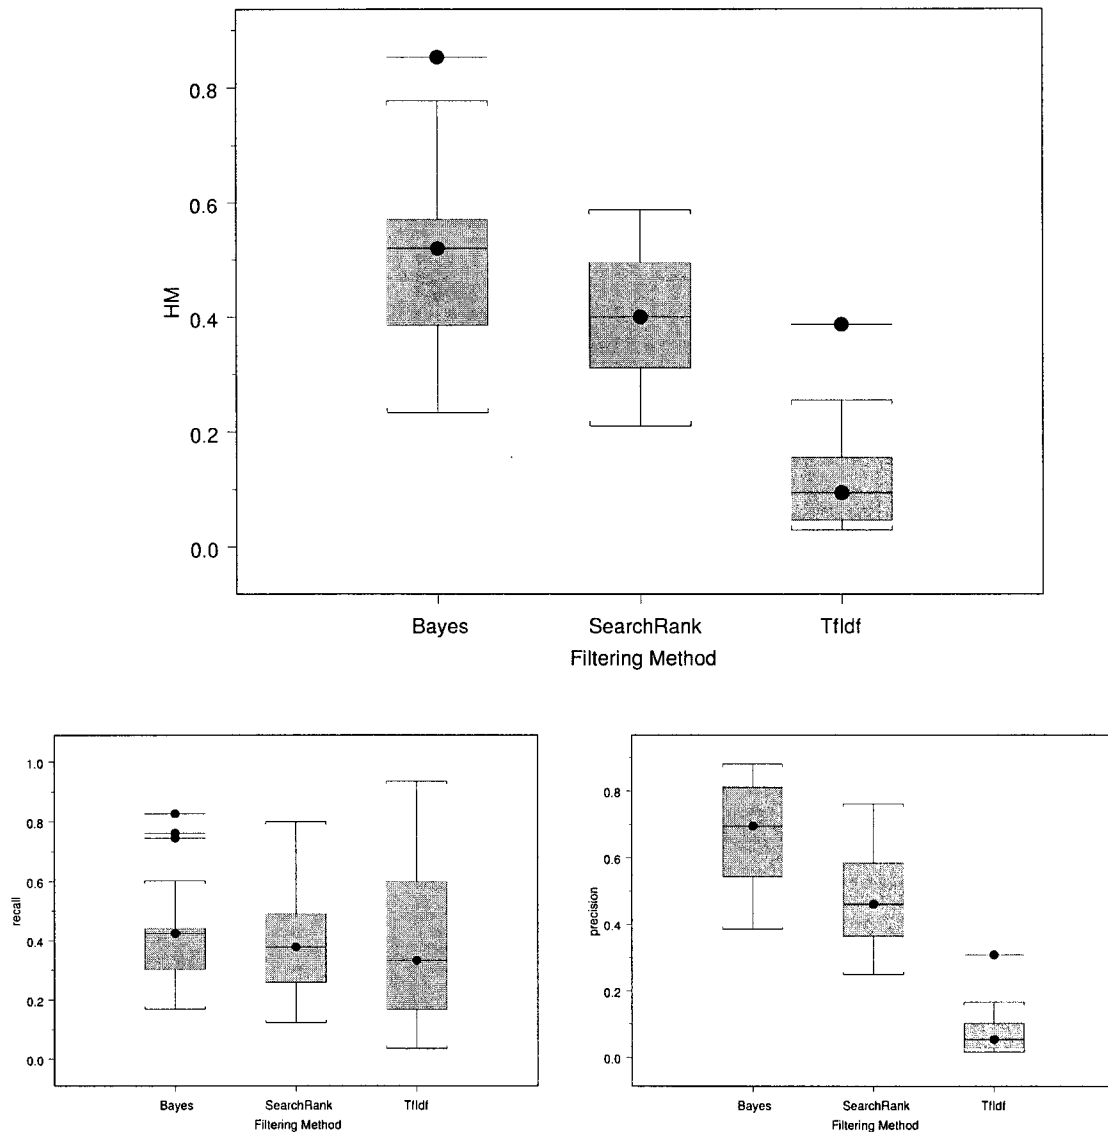 HM
0.8
0.6
0.4
0.2
0.0
Bayes SearchRank TfIdf
Filtering Method
recall
1.0
0.8
0.6
0.4
0.2
0.0
Bayes SearchRank TfIdf
Filtering Method
precision
0.8
0.6
0.4
0.2
0.0
Bayes SearchRank TfIdf
Filtering Method